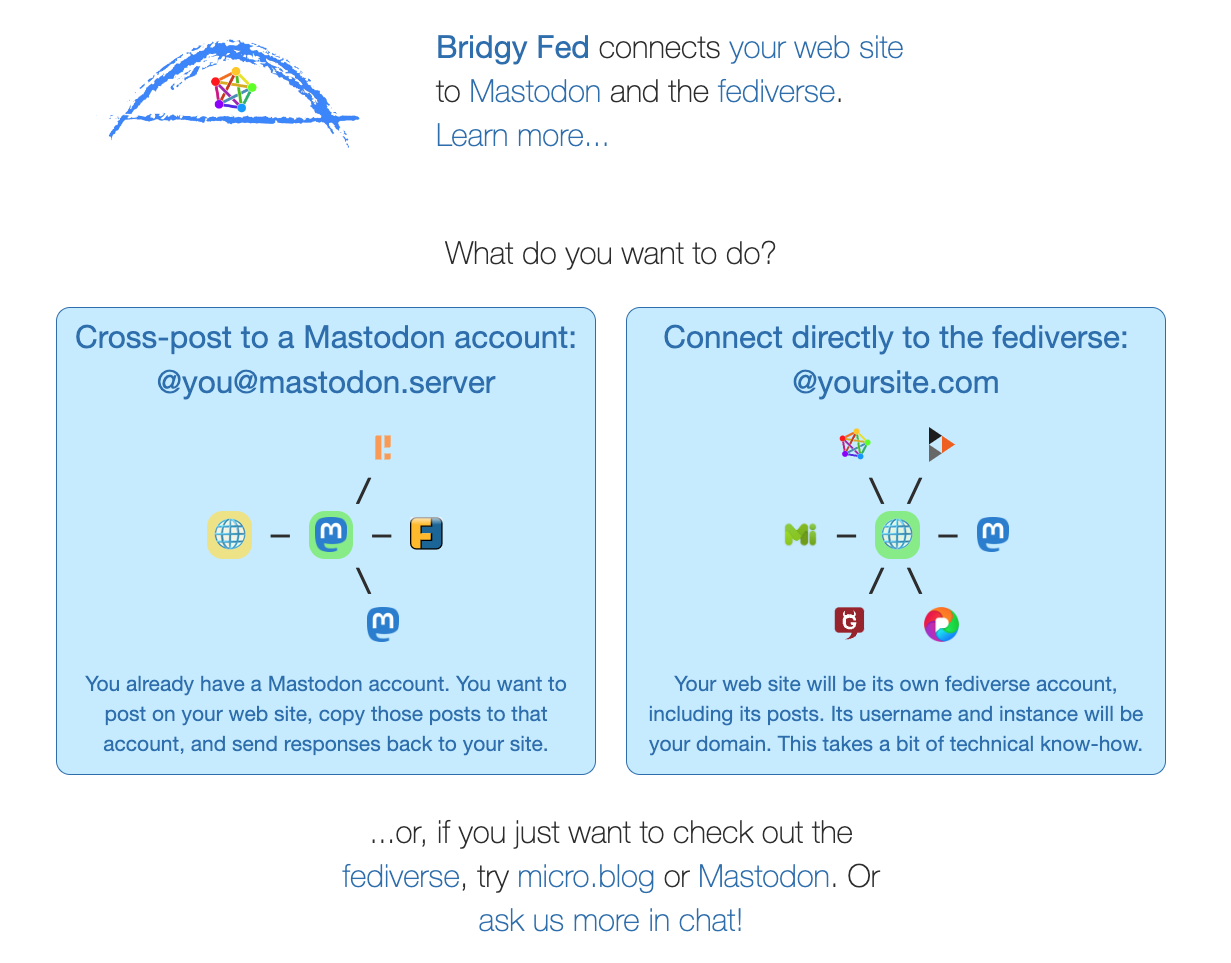 Bridgy Fed connects your web site
to Mastodon and the fediverse.
Learn more...
What do you want to do?
Cross-post to a Mastodon account:
@you@mastodon.server
You already have a Mastodon account. You want to
post on your web site, copy those posts to that
account, and send responses back to your site.
Connect directly to the fediverse:
@yoursite.com
Your web site will be its own fediverse account,
including its posts. Its username and instance will be
your domain. This takes a bit of technical know-how.
...or, if you just want to check out the
fediverse, try micro.blog or Mastodon. Or
ask us more in chat!